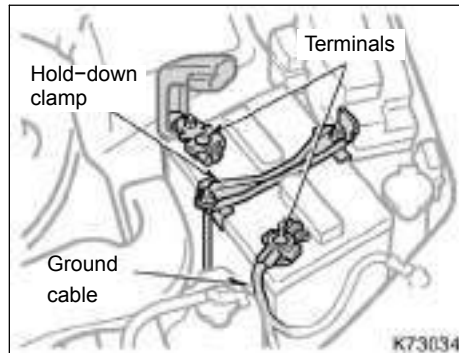 Terminals
Hold-down
clamp
Ground
cable
K73034